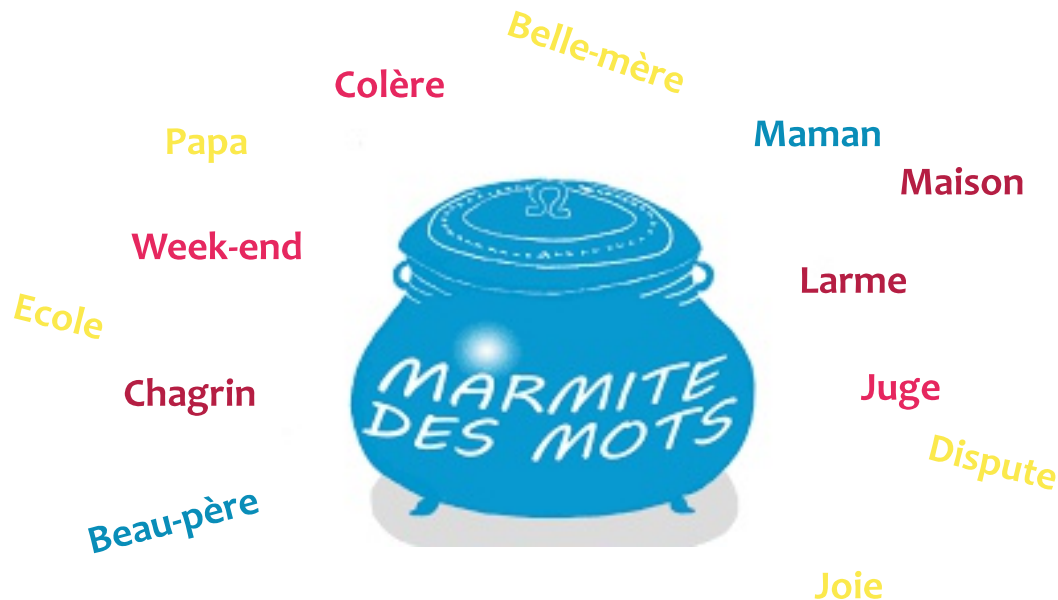 Belle-mère
Colère
Maman
Papa
Maison
Week-end
Larme
Ecole
MARMITE
DES MOTS
Chagrin
Juge
Dispute
Beau-père
Joie